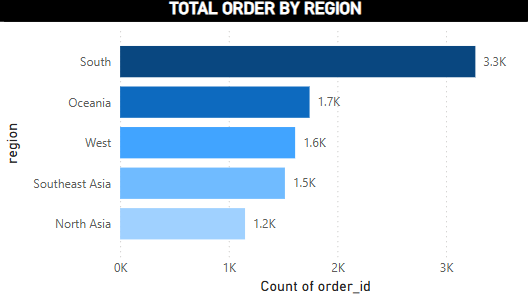 TOTAL ORDER BY REGION
South 3.3K
Oceania 1.7K
West 1.6K
Southeast Asia 1.5K
North Asia 1.2K
region
0K 1K 2K 3K
Count of order_id